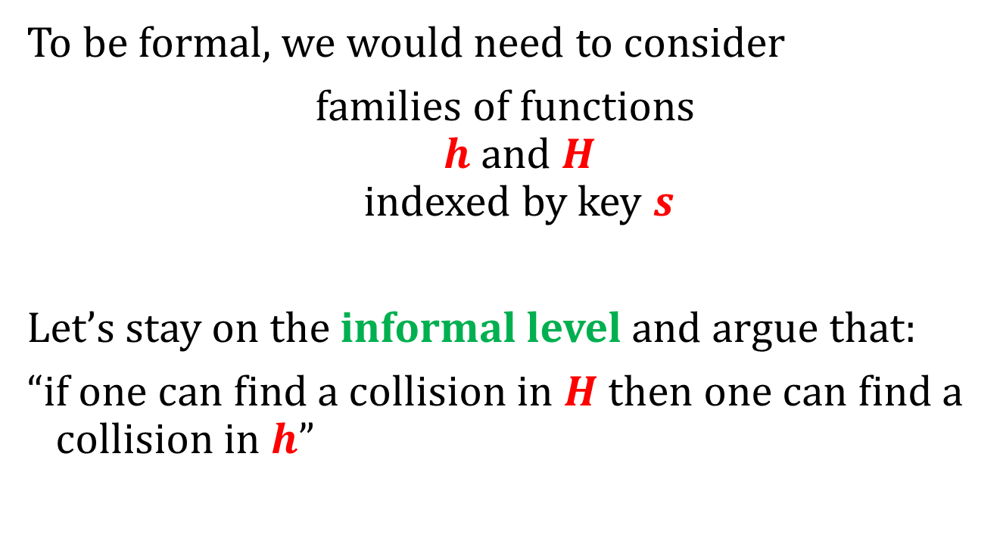 To be formal, we would need to consider
families of functions
h and H
indexed by key s
Let’s stay on the informal level and argue that:
“if one can find a collision in H then one can find a
collision in h”